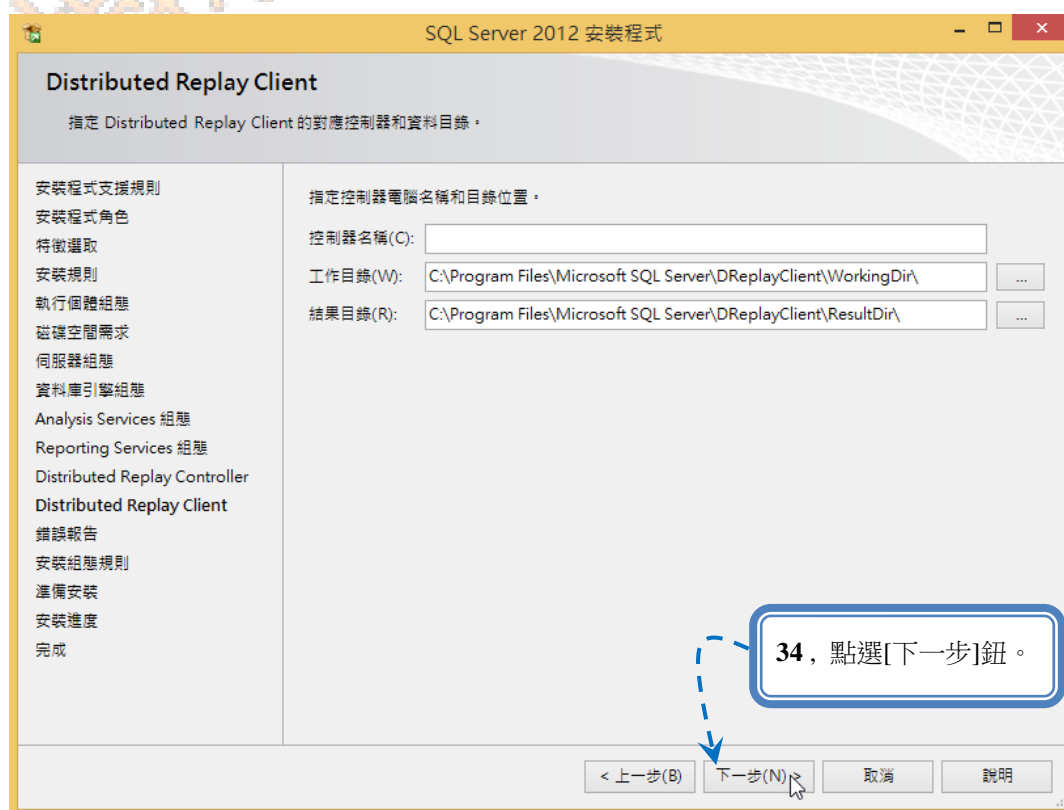 SQL Server 2012 安裝程式
Distributed Replay Client
指定 Distributed Replay Client 的對應控制器和資料目錄。
安裝程式支援規則
安裝程式角色
特徵選取
安裝規則
執行個體組態
磁碟空間需求
伺服器組態
資料庫引擎組態
Analysis Services 組態
Reporting Services 組態
Distributed Replay Controller
Distributed Replay Client
錯誤報告
安裝組態規則
準備安裝
安裝進度
完成
指定控制器電腦名稱和目錄位置。
控制器名稱(C):
工作目錄(W): C:\Program Files\Microsoft SQL Server\DReplayClient\WorkingDir\ ...
結果目錄(R): C:\Program Files\Microsoft SQL Server\DReplayClient\ResultDir\ ...
34 , 點選[下一步]鈕。
< 上一步(B) 下一步(N) > 取消 說明